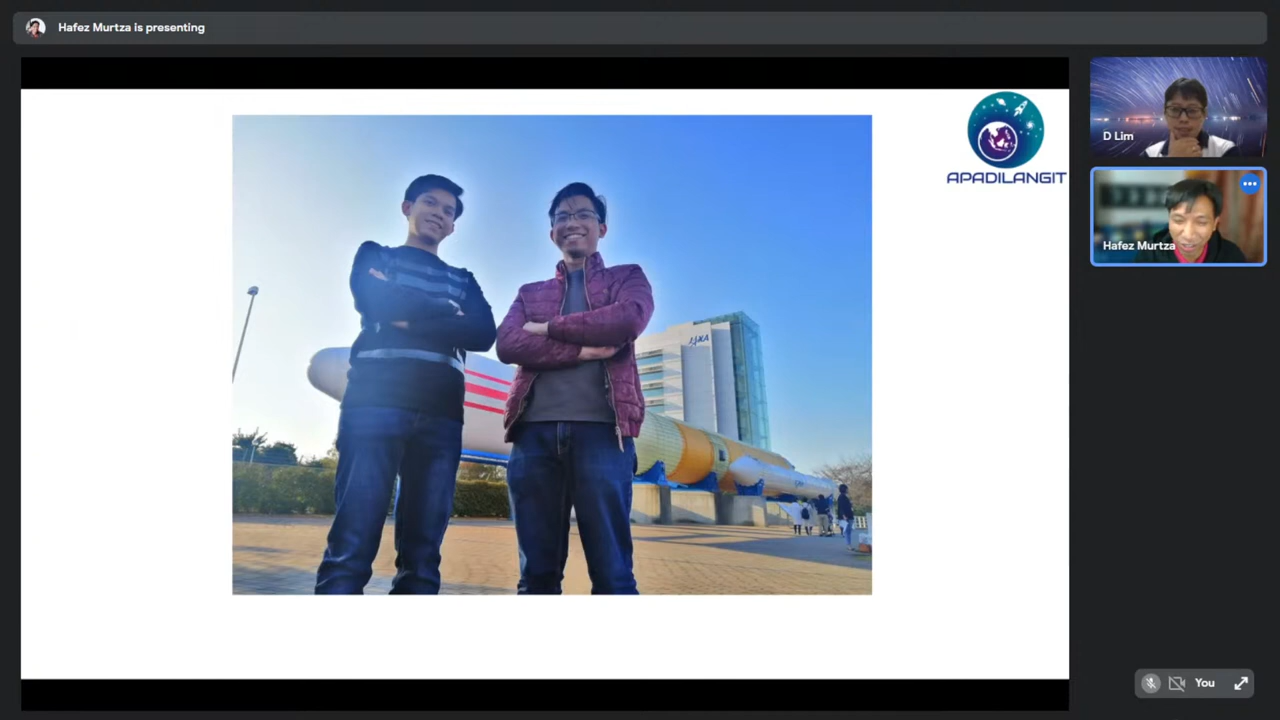 Hafez Murtza is presenting
APADILANGIT
D Lim
Hafez Murtza
JAXA
You